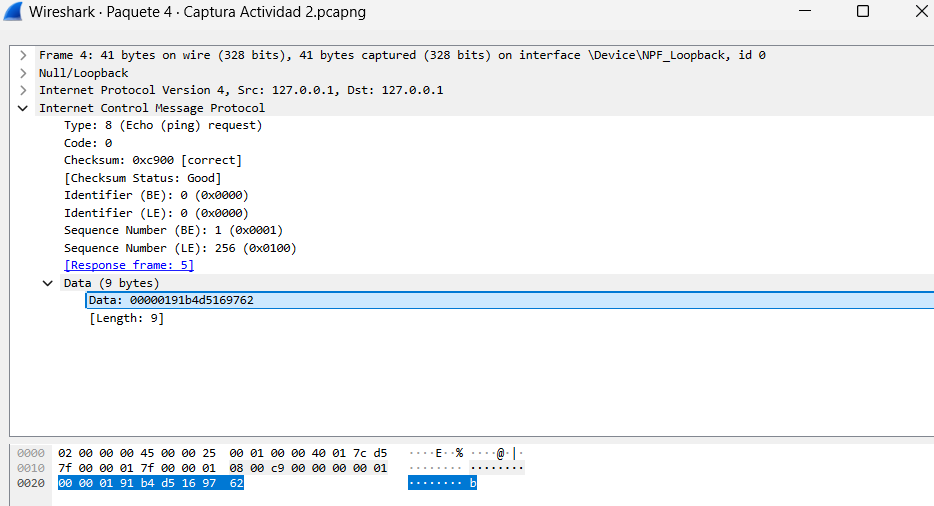 Wireshark · Paquete 4 · Captura Actividad 2.pcapng
Frame 4: 41 bytes on wire (328 bits), 41 bytes captured (328 bits) on interface \Device\NPF_Loopback, id 0
Null/Loopback
Internet Protocol Version 4, Src: 127.0.0.1, Dst: 127.0.0.1
Internet Control Message Protocol
Type: 8 (Echo (ping) request)
Code: 0
Checksum: 0xc900 [correct]
[Checksum Status: Good]
Identifier (BE): 0 (0x0000)
Identifier (LE): 0 (0x0000)
Sequence Number (BE): 1 (0x0001)
Sequence Number (LE): 256 (0x0100)
[Response frame: 5]
Data (9 bytes)
Data: 00000191b4d5169762
[Length: 9]
0000 02 00 00 00 45 00 00 25 00 01 00 00 40 01 7c d5 ····E··% ····@·|·
0010 7f 00 00 01 7f 00 00 01 08 00 c9 00 00 00 00 01 ········ ········
0020 00 00 01 91 b4 d5 16 97 62 ········ b